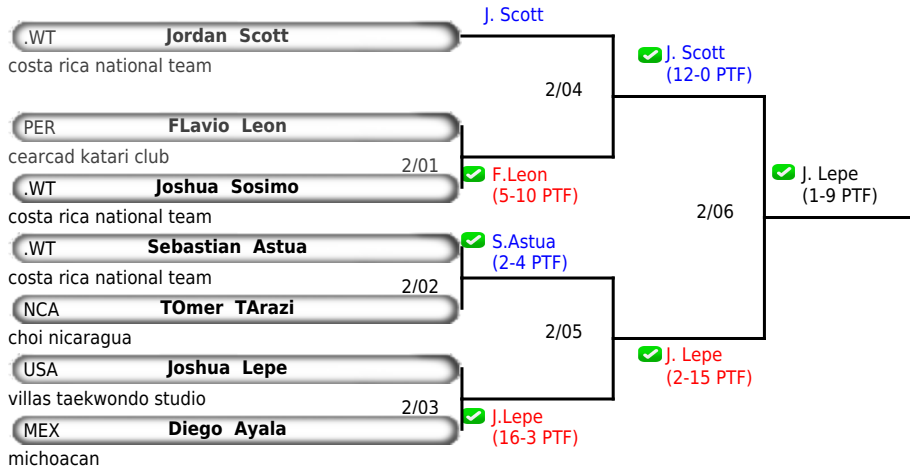 J. Scott
.WT Jordan Scott
costa rica national team
J. Scott
(12-0 PTF)
2/04
PER FLavio Leon
cearcad katari club
2/01
F.Leon
(5-10 PTF)
.WT Joshua Sosimo
costa rica national team
J. Lepe
(1-9 PTF)
2/06
.WT Sebastian Astua
costa rica national team
S.Astua
(2-4 PTF)
2/02
NCA TOmer TArazi
choi nicaragua
2/05
J. Lepe
(2-15 PTF)
USA Joshua Lepe
villas taekwondo studio
2/03
J.Lepe
(16-3 PTF)
MEX Diego Ayala
michoacan